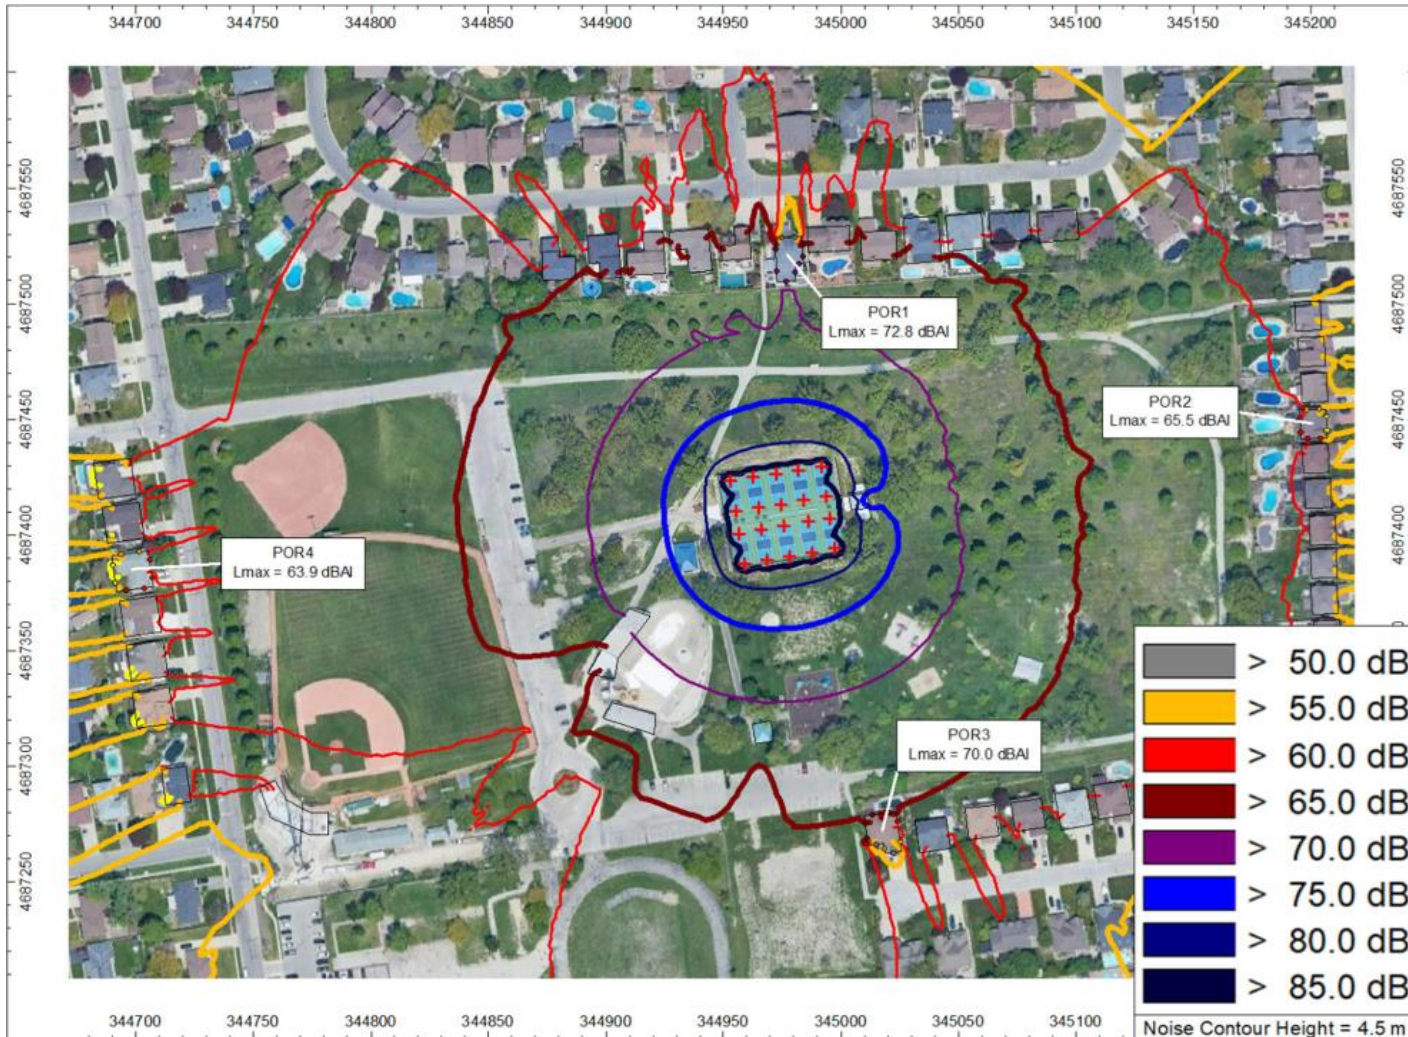 344700 344750 344800 344850 344900 344950 345000 345050 345100 345150 345200
4687550
4687500
4687450
4687400
4687350
4687300
4687250
4687550
4687500
4687450
4687400
POR1
Lmax = 72.8 dBAI
POR2
Lmax = 65.5 dBAI
POR4
Lmax = 63.9 dBAI
POR3
Lmax = 70.0 dBAI
> 50.0 dB
> 55.0 dB
> 60.0 dB
> 65.0 dB
> 70.0 dB
> 75.0 dB
> 80.0 dB
> 85.0 dB
Noise Contour Height = 4.5 m
344700 344750 344800 344850 344900 344950 345000 345050 345100